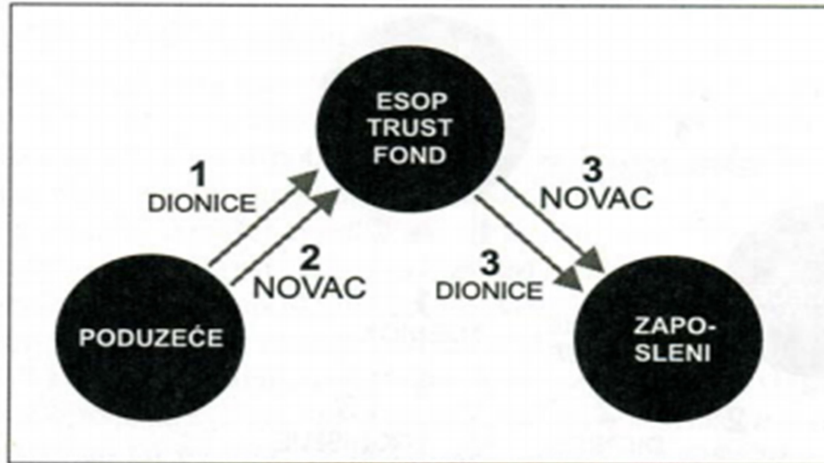 ESOP
TRUST
FOND
1
DIONICE
2
NOVAC
3
NOVAC
3
DIONICE
PODUZEĆE
ZAPO-
SLENI